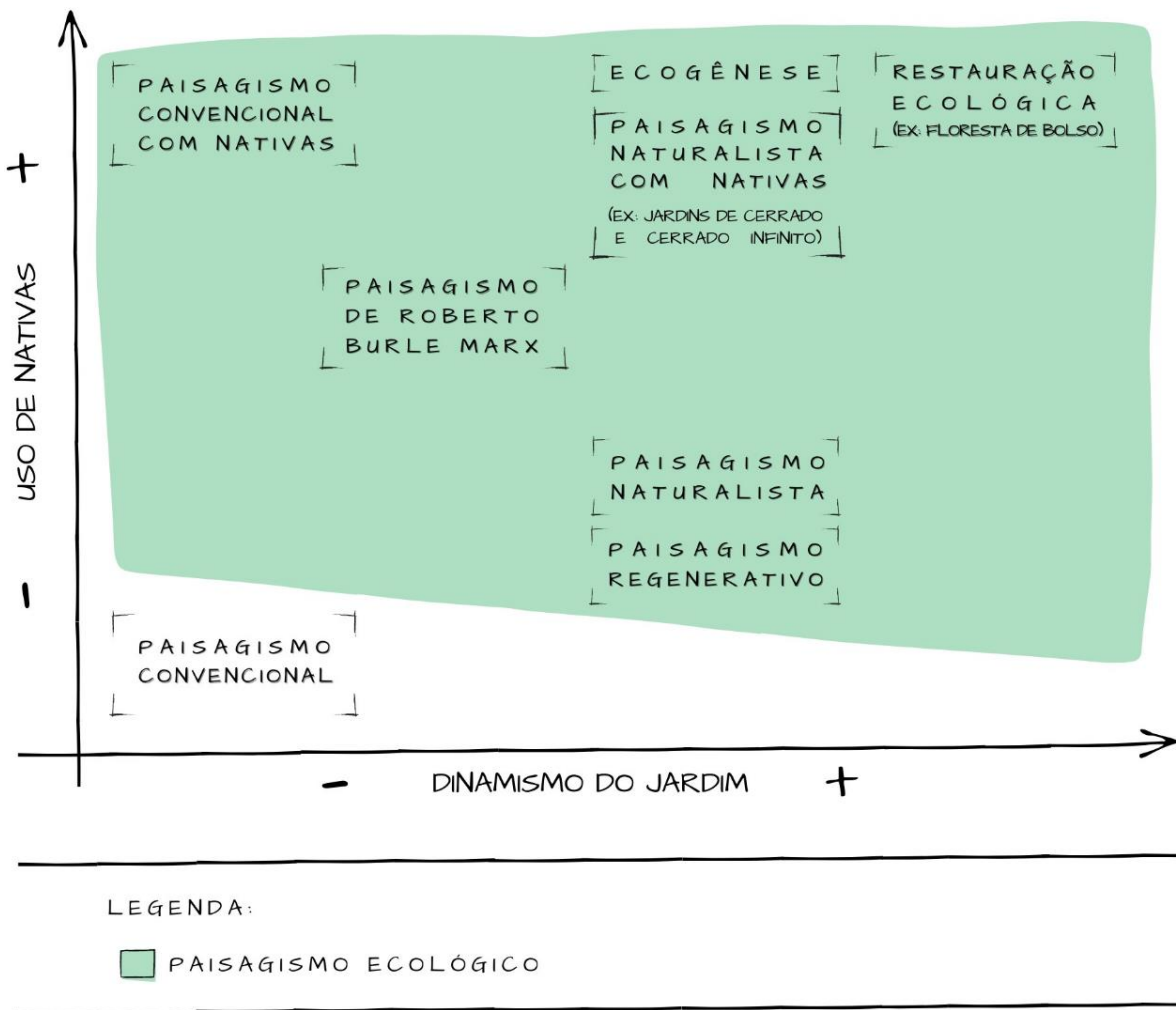 PAISAGISMO
CONVENCIONAL
COM NATIVAS
ECOGÊNESE
PAISAGISMO
NATURALISTA
COM NATIVAS
(EX: JARDINS DE CERRADO
E CERRADO INFINITO)
RESTAURAÇÃO
ECOLÓGICA
(EX: FLORESTA DE BOLSO)
PAISAGISMO
DE ROBERTO
BURLE MARX
PAISAGISMO
NATURALISTA
PAISAGISMO
REGENERATIVO
PAISAGISMO
CONVENCIONAL
- USO DE NATIVAS +
- DINAMISMO DO JARDIM +
LEGENDA:
PAISAGISMO ECOLÓGICO